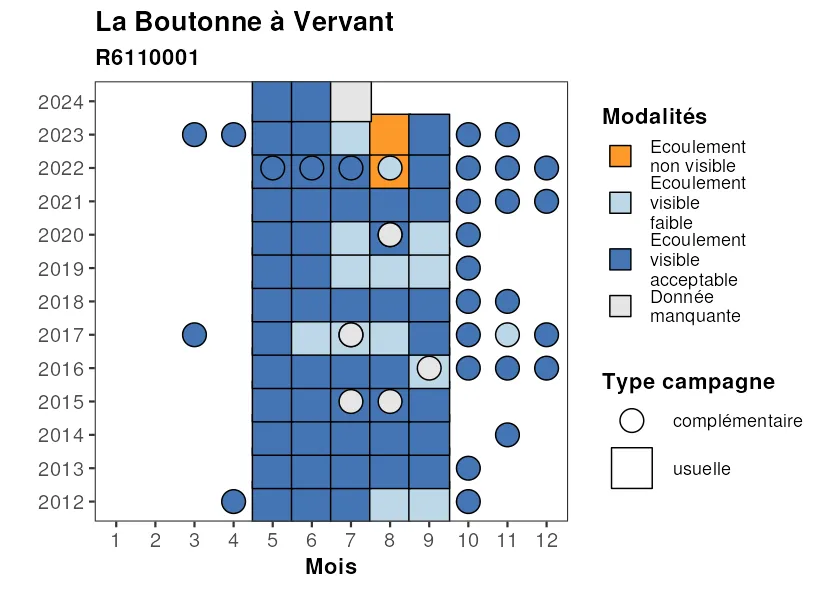 La Boutonne à Vervant
R6110001
2024
2023
2022
2021
2020
2019
2018
2017
2016
2015
2014
2013
2012
1 2 3 4 5 6 7 8 9 10 11 12
Mois
Modalités
Ecoulement
non visible
Ecoulement
visible
faible
Ecoulement
visible
acceptable
Donnée
manquante
Type campagne
complémentaire
usuelle